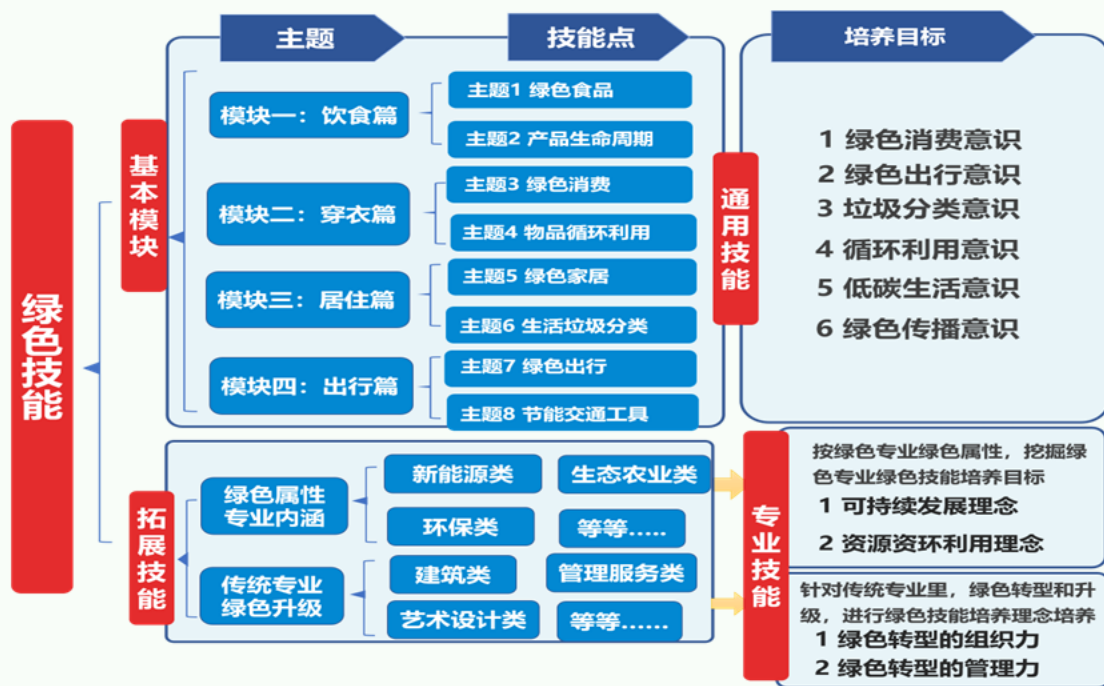 主题
技能点
培养目标
绿色技能
基本模块
模块一：饮食篇
主题1 绿色食品
主题2 产品生命周期
模块二：穿衣篇
主题3 绿色消费
主题4 物品循环利用
模块三：居住篇
主题5 绿色家居
主题6 生活垃圾分类
模块四：出行篇
主题7 绿色出行
主题8 节能交通工具
通用技能
1 绿色消费意识
2 绿色出行意识
3 垃圾分类意识
4 循环利用意识
5 低碳生活意识
6 绿色传播意识
拓展技能
绿色属性
专业内涵
新能源类
生态农业类
环保类
等等.....
传统专业
绿色升级
建筑类
管理服务类
艺术设计类
等等......
专业技能
按绿色专业绿色属性，挖掘绿
色专业绿色技能培养目标
1 可持续发展理念
2 资源资环利用理念
针对传统专业里，绿色转型和升
级，进行绿色技能培养理念培养
1 绿色转型的组织力
2 绿色转型的管理力